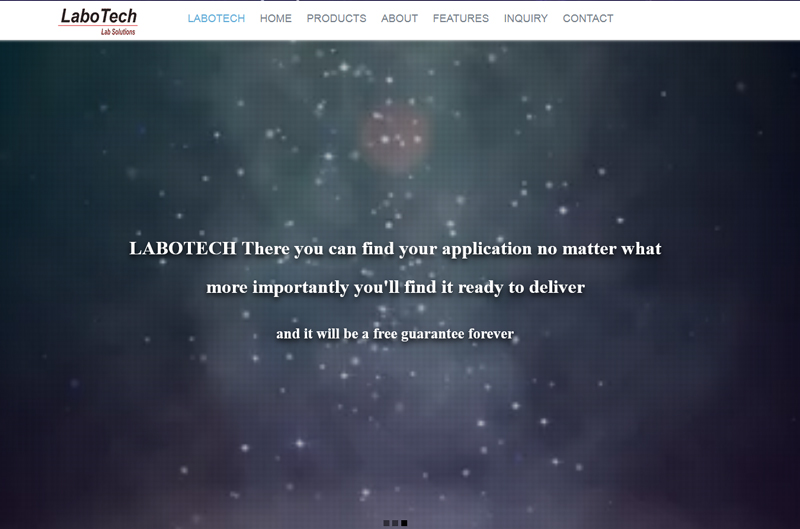 LaboTech
Lab Solutions
LABOTECH HOME PRODUCTS ABOUT FEATURES INQUIRY CONTACT
LABOTECH There you can find your application no matter what
more importantly you'll find it ready to deliver
and it will be a free guarantee forever